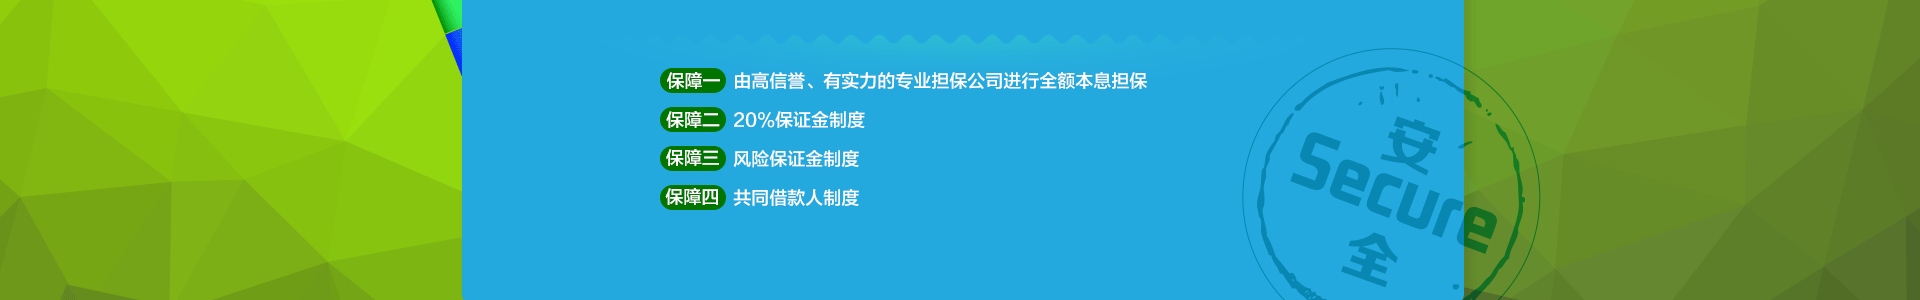 保障一 由高信誉、有实力的专业担保公司进行全额本息担保
保障二 20%保证金制度
保障三 风险保证金制度
保障四 共同借款人制度
安
Secure
全